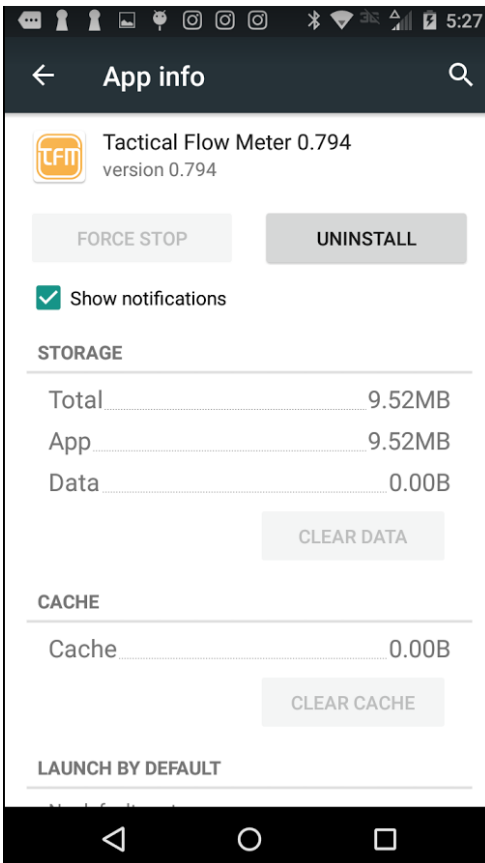 5:27
App info
TFM
Tactical Flow Meter 0.794
version 0.794
FORCE STOP
UNINSTALL
Show notifications
STORAGE
Total 9.52MB
App 9.52MB
Data 0.00B
CLEAR DATA
CACHE
Cache 0.00B
CLEAR CACHE
LAUNCH BY DEFAULT